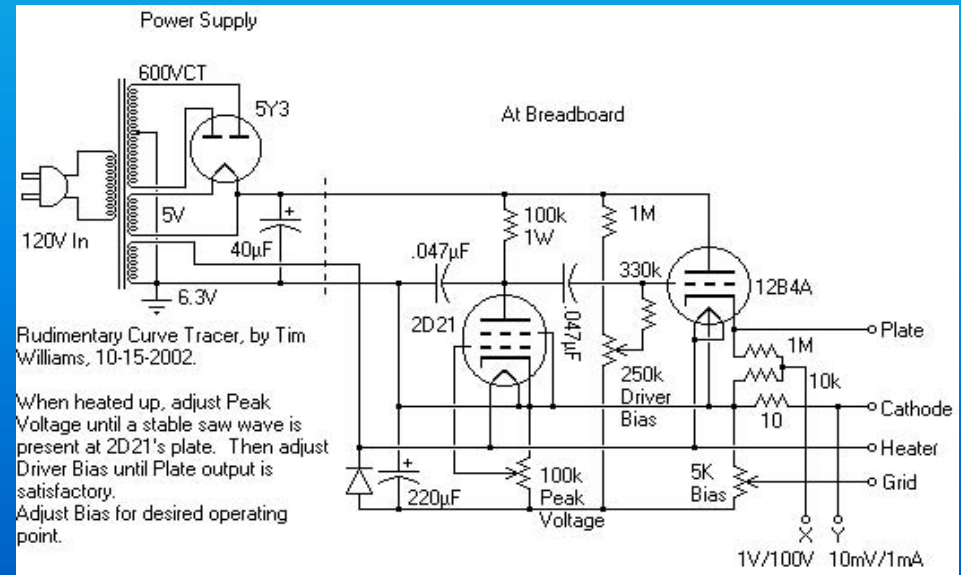 Power Supply
600VCT
5Y3
At Breadboard
120V In
5V
40µF
+
6.3V
.047µF
100k
1W
1M
330k
12B4A
2D21
.047µF
250k
Driver
Bias
Plate
1M
10k
10
Cathode
Heater
Grid
Rudimentary Curve Tracer, by Tim
Williams, 10-15-2002.
When heated up, adjust Peak
Voltage until a stable saw wave is
present at 2D21's plate. Then adjust
Driver Bias until Plate output is
satisfactory.
Adjust Bias for desired operating
point.
+
220µF
100k
Peak
Voltage
5K
Bias
X
Y
1V/100V
10mV/1mA